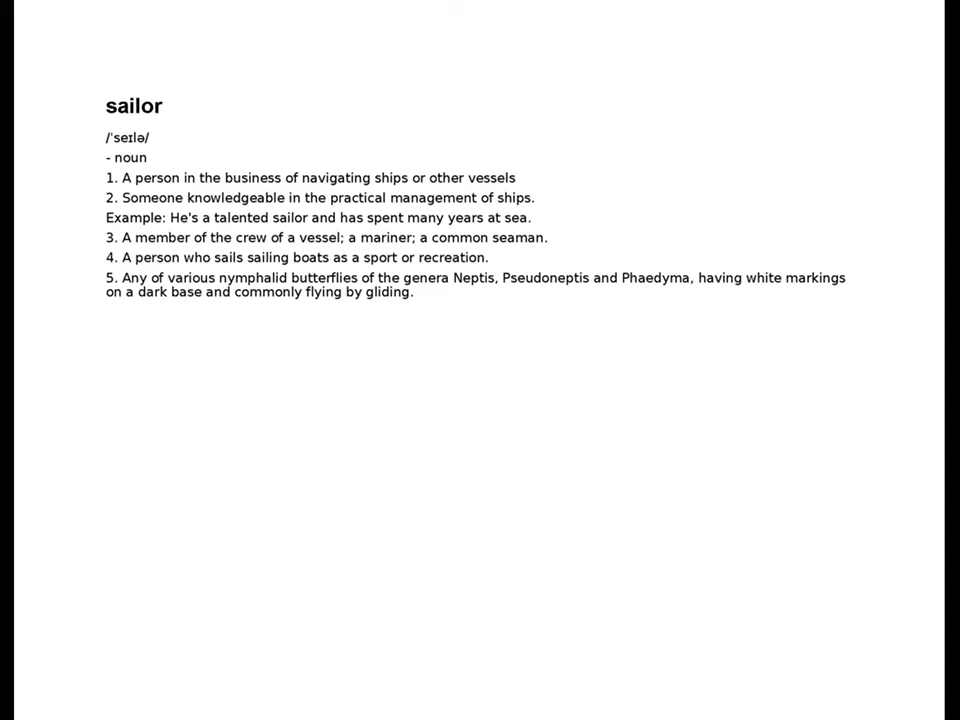 sailor
/ˈseɪlə/
- noun
1. A person in the business of navigating ships or other vessels
2. Someone knowledgeable in the practical management of ships.
Example: He's a talented sailor and has spent many years at sea.
3. A member of the crew of a vessel; a mariner; a common seaman.
4. A person who sails sailing boats as a sport or recreation.
5. Any of various nymphalid butterflies of the genera Neptis, Pseudoneptis and Phaedyma, having white markings
on a dark base and commonly flying by gliding.